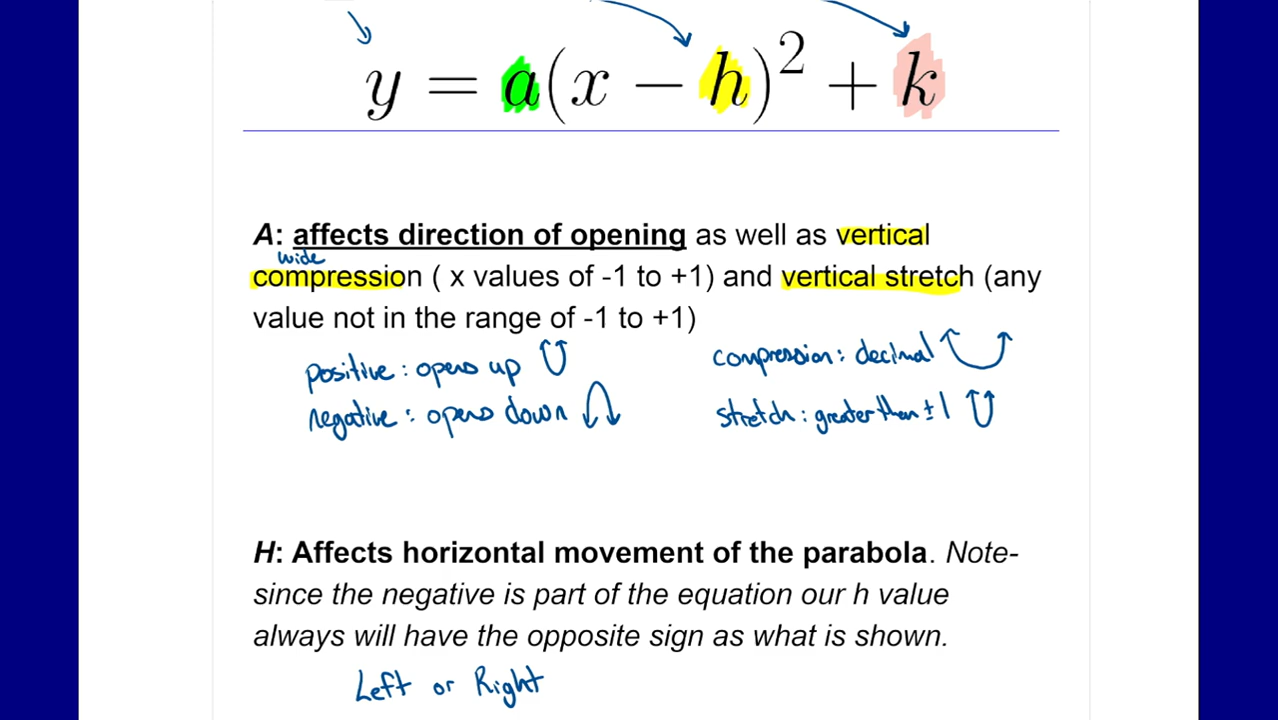 y = a(x − h)² + k
A: affects direction of opening as well as vertical
wide
compression ( x values of -1 to +1) and vertical stretch (any
value not in the range of -1 to +1)
positive: opens up
compression: decimal
negative: opens down
stretch: greater than ±1
H: Affects horizontal movement of the parabola. Note-
since the negative is part of the equation our h value
always will have the opposite sign as what is shown.
Left or Right